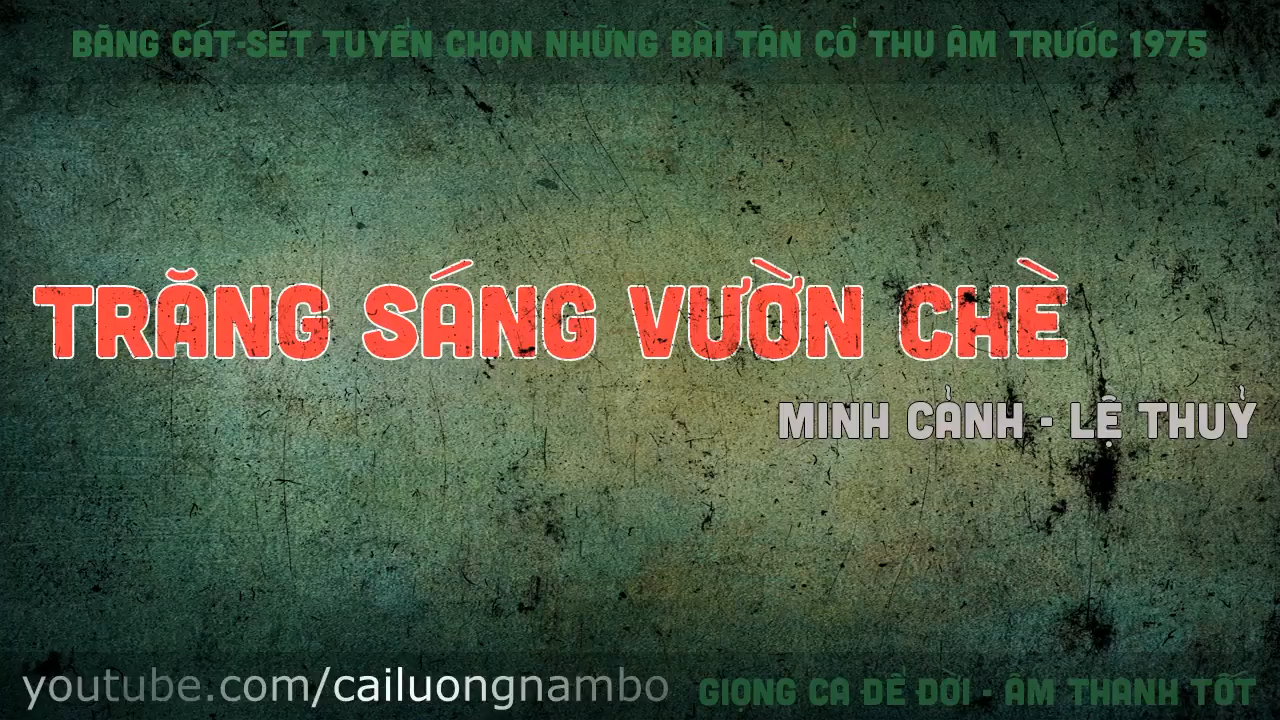 BĂNG CÁT-SÉT TUYỂN CHỌN NHỮNG BÀI TÂN CỔ THU ÂM TRƯỚC 1975
TRĂNG SÁNG VƯỜN CHÈ
MINH CẢNH - LỆ THUỶ
youtube.com/cailuongnambo
GIỌNG CA ĐỂ ĐỜI - ÂM THANH TỐT